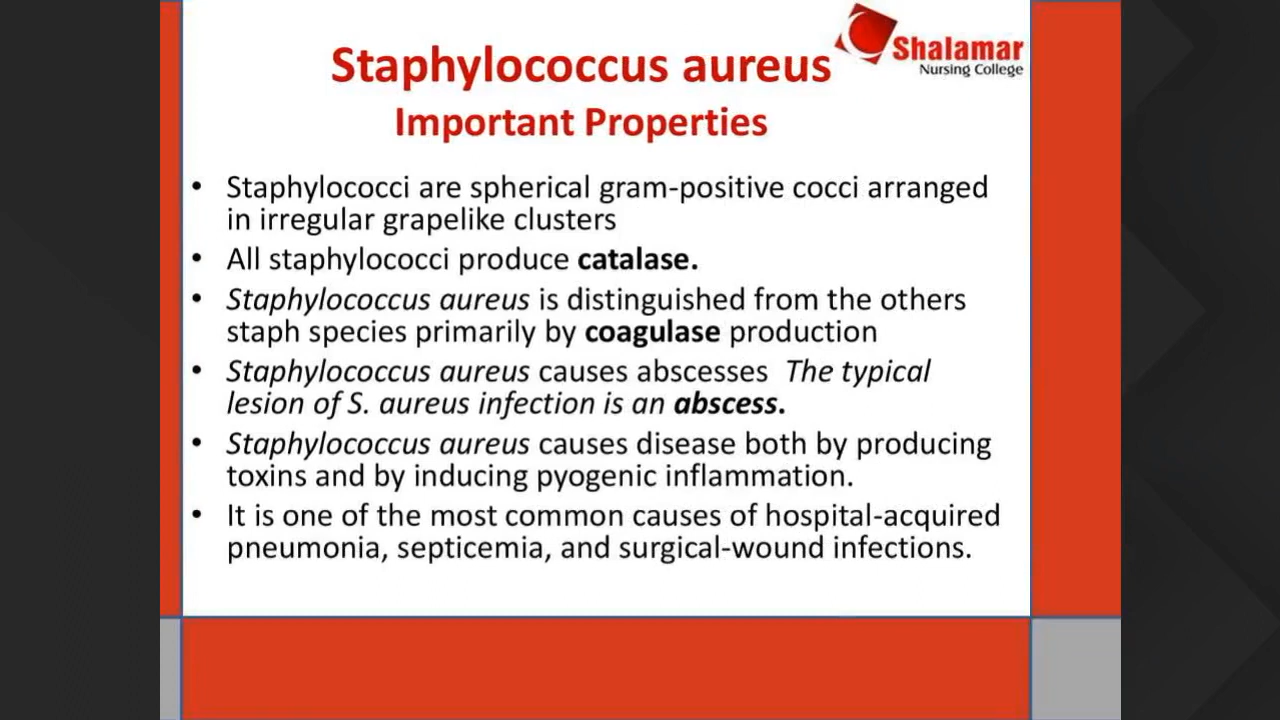 Shalamar
Nursing College
Staphylococcus aureus
Important Properties
• Staphylococci are spherical gram-positive cocci arranged
in irregular grapelike clusters
• All staphylococci produce catalase.
• Staphylococcus aureus is distinguished from the others
staph species primarily by coagulase production
• Staphylococcus aureus causes abscesses The typical
lesion of S. aureus infection is an abscess.
• Staphylococcus aureus causes disease both by producing
toxins and by inducing pyogenic inflammation.
• It is one of the most common causes of hospital-acquired
pneumonia, septicemia, and surgical-wound infections.